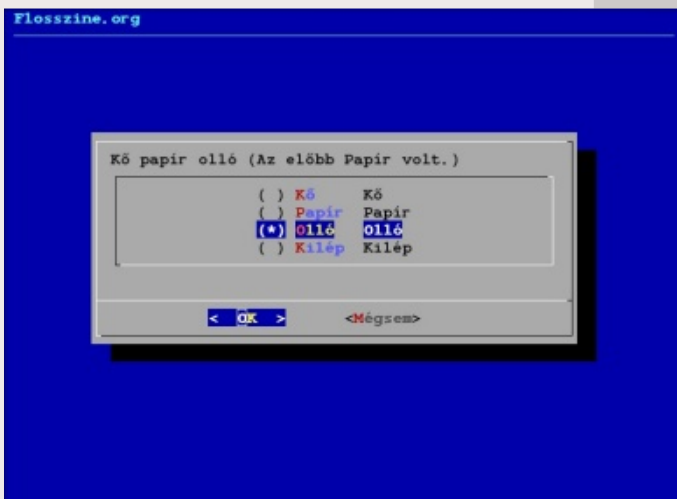 Flosszine.org
Kő papír olló (Az előbb Papír volt.)
( ) Kő Kő
( ) Papír Papír
(*) Olló Olló
( ) Kilép Kilép
< OK > <Mégsem>